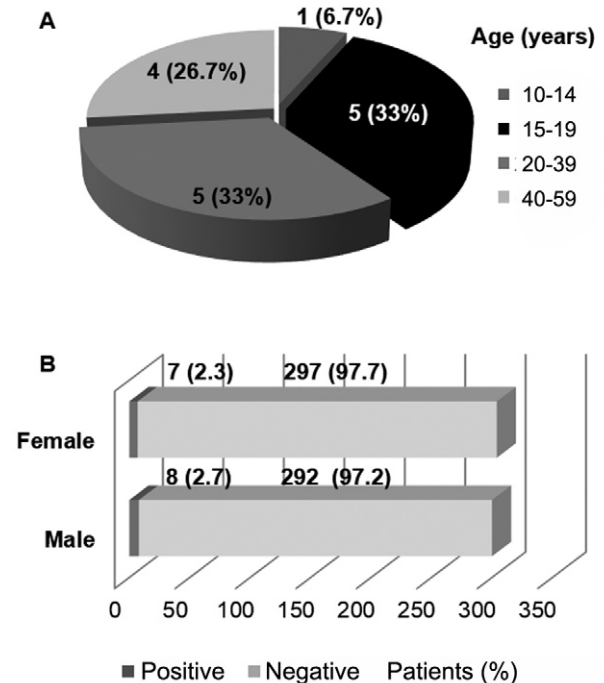 A
1 (6.7%)
Age (years)
4 (26.7%)
5 (33%)
5 (33%)
10-14
15-19
20-39
40-59
B
7 (2.3) 297 (97.7)
Female
8 (2.7) 292 (97.2)
Male
0 50 100 150 200 250 300 350
Positive Negative Patients (%)